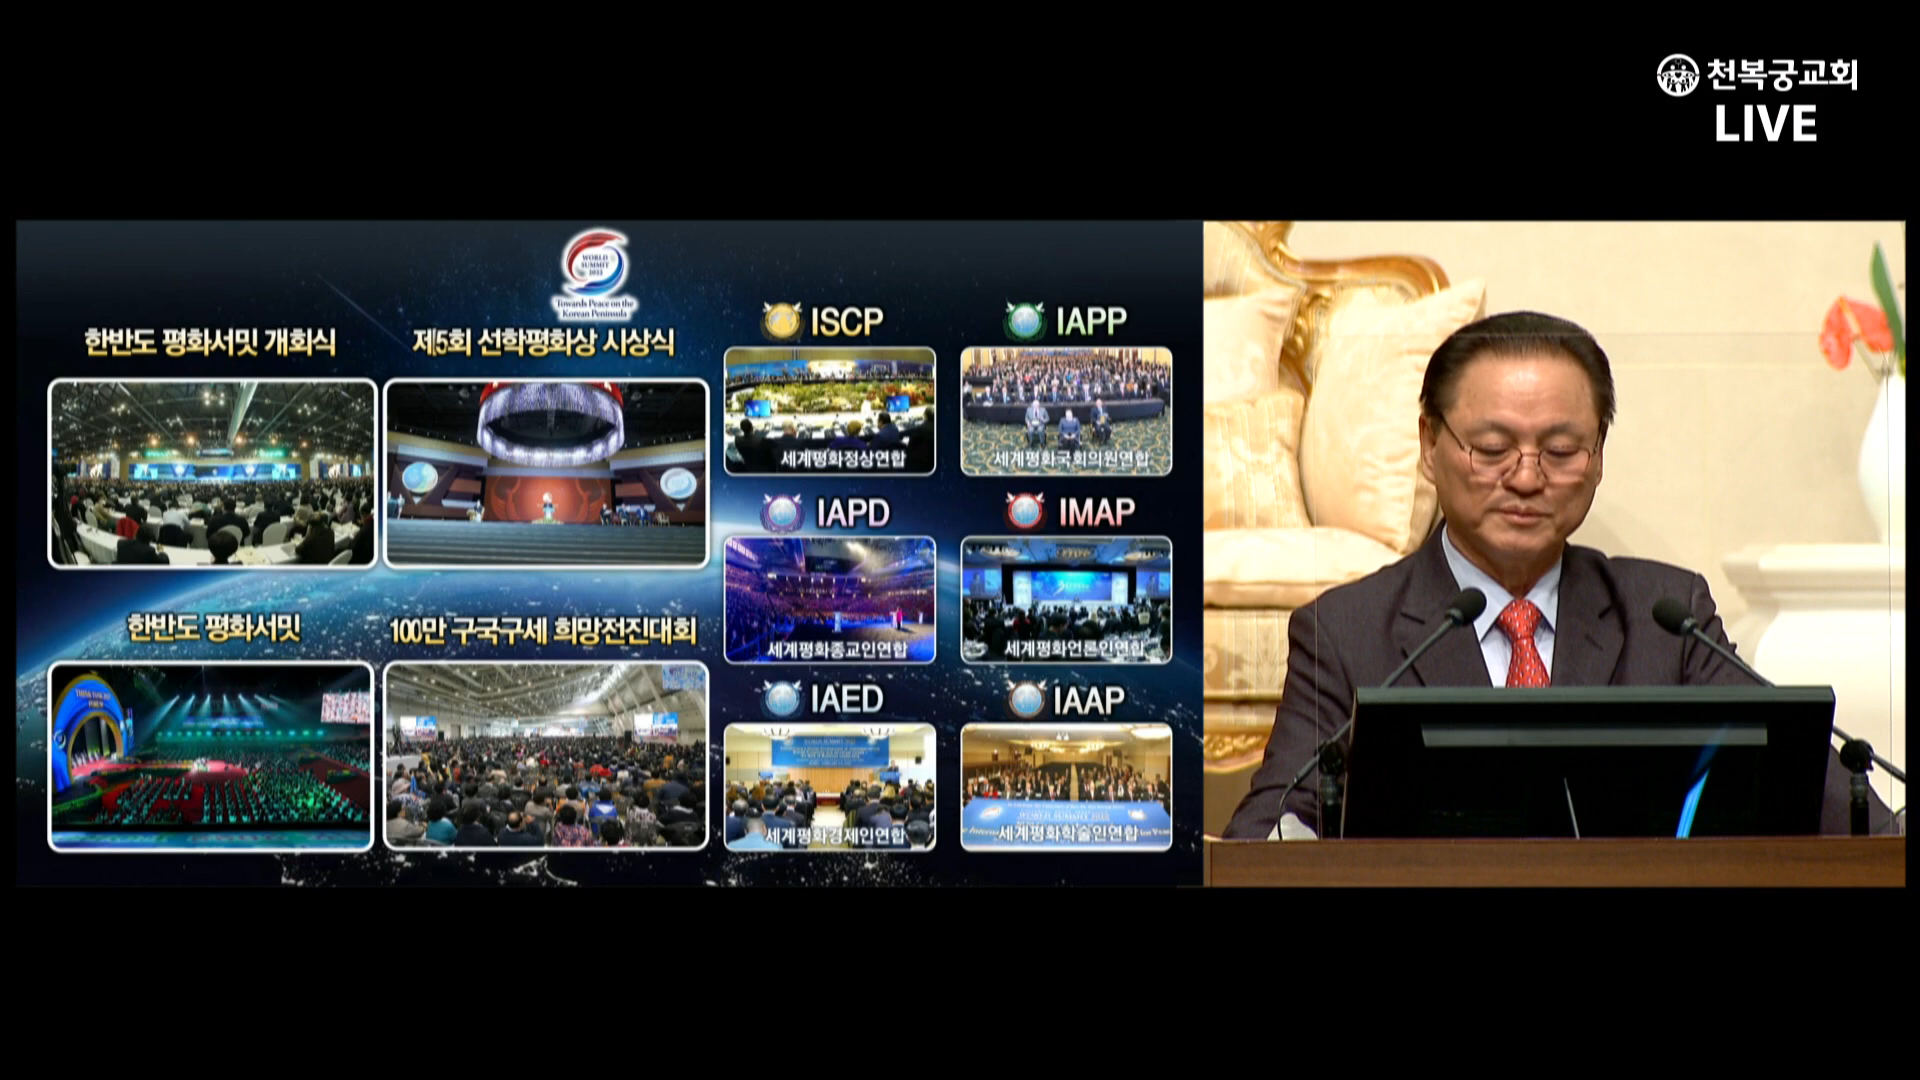 천복궁교회
LIVE
WORLD
SUMMIT
2022
Towards Peace on the
Korean Peninsula
한반도 평화서밋 개회식
제5회 선학평화상 시상식
한반도 평화서밋
100만 구국구세 희망전진대회
ISCP
세계평화정상연합
IAPP
세계평화국회의원연합
IAPD
세계평화종교인연합
IMAP
세계평화언론인연합
IAED
세계평화경제인연합
IAAP
WORLD SUMMIT 2020
세계평화학술인연합